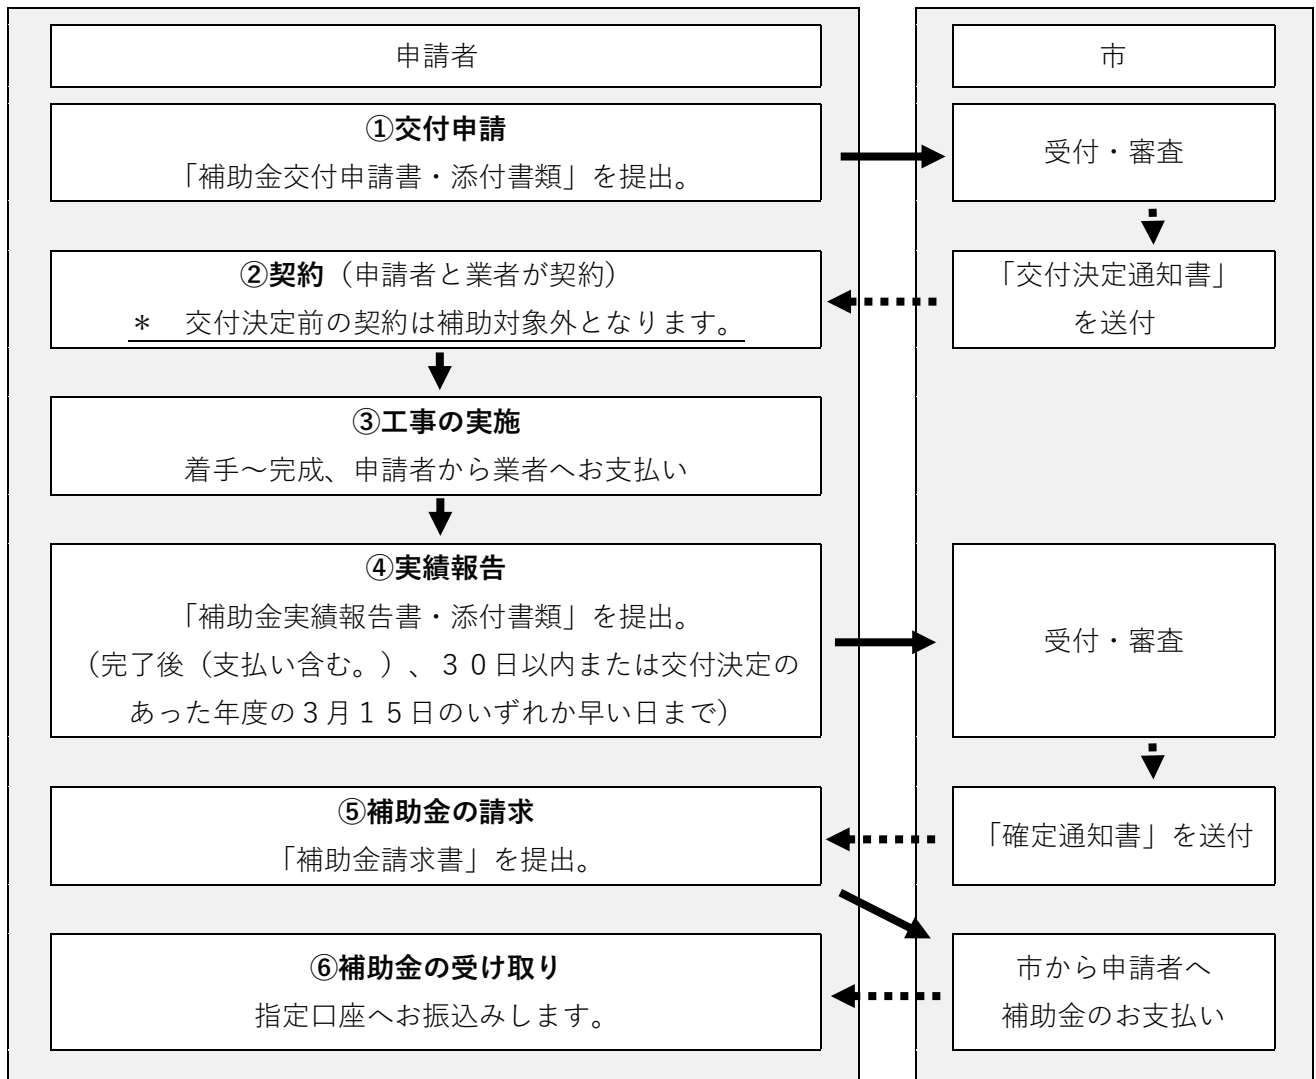 申請者
市
①交付申請
「補助金交付申請書・添付書類」を提出。
受付・審査
②契約（申請者と業者が契約）
＊　交付決定前の契約は補助対象外となります。
「交付決定通知書」
を送付
③工事の実施
着手～完成、申請者から業者へお支払い
④実績報告
「補助金実績報告書・添付書類」を提出。
（完了後（支払い含む。）、３０日以内または交付決定の
あった年度の３月１５日のいずれか早い日まで）
受付・審査
⑤補助金の請求
「補助金請求書」を提出。
「確定通知書」を送付
⑥補助金の受け取り
指定口座へお振込みします。
市から申請者へ
補助金のお支払い